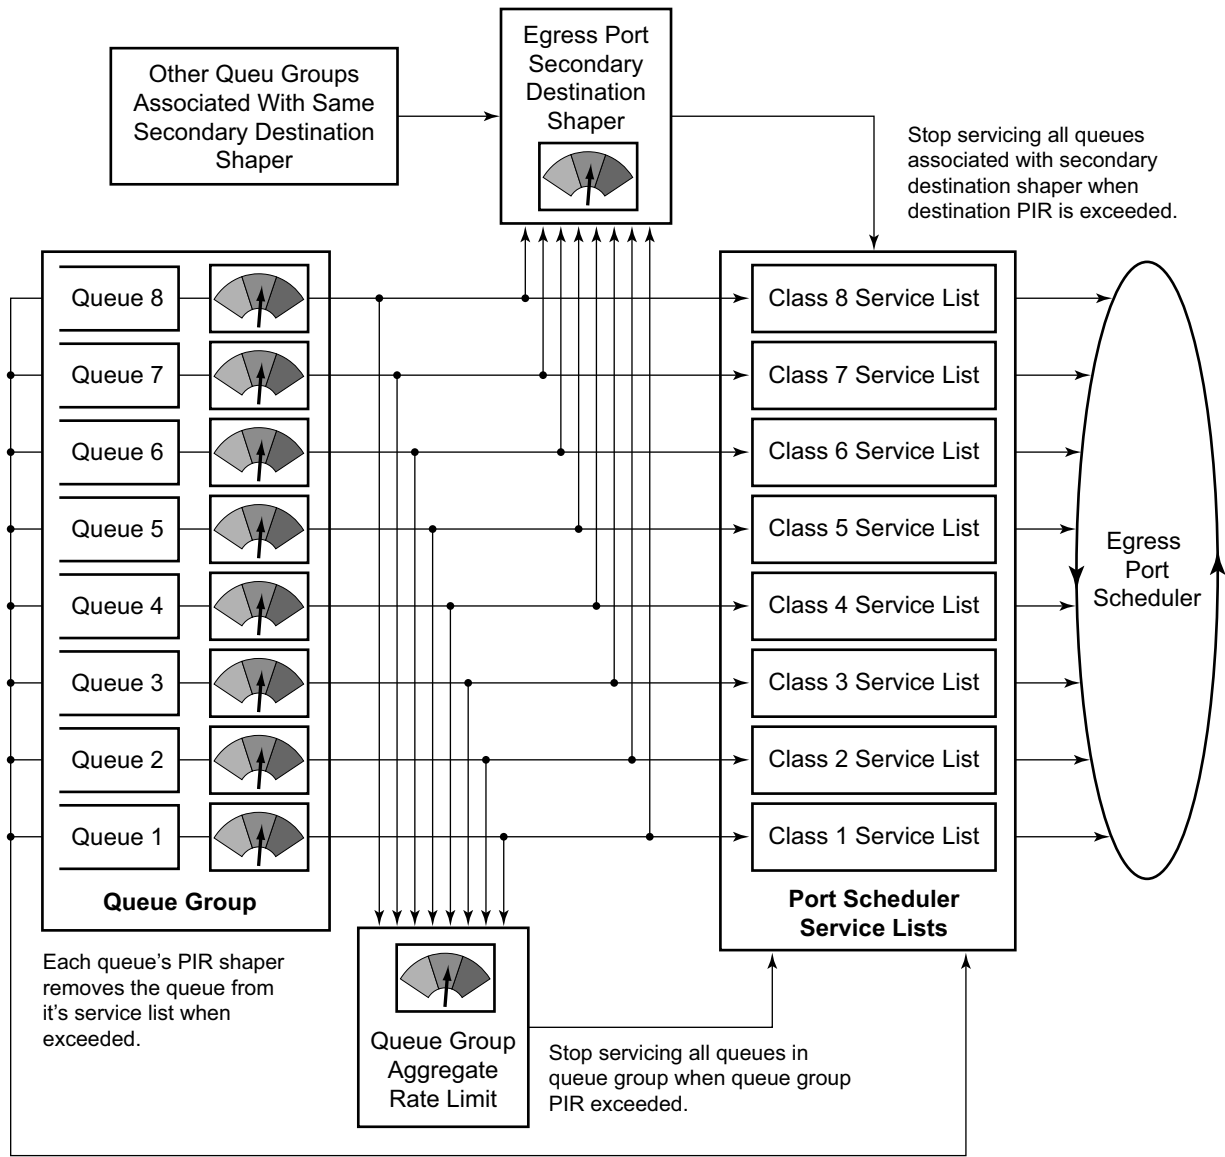 Other Queu Groups
Associated With Same
Secondary Destination
Shaper
Egress Port
Secondary
Destination
Shaper
Stop servicing all queues
associated with secondary
destination shaper when
destination PIR is exceeded.
Queue 8
Queue 7
Queue 6
Queue 5
Queue 4
Queue 3
Queue 2
Queue 1
Queue Group
Class 8 Service List
Class 7 Service List
Class 6 Service List
Class 5 Service List
Class 4 Service List
Class 3 Service List
Class 2 Service List
Class 1 Service List
Port Scheduler
Service Lists
Egress
Port
Scheduler
Each queue’s PIR shaper
removes the queue from
it’s service list when
exceeded.
Queue Group
Aggregate
Rate Limit
Stop servicing all queues in
queue group when queue group
PIR exceeded.